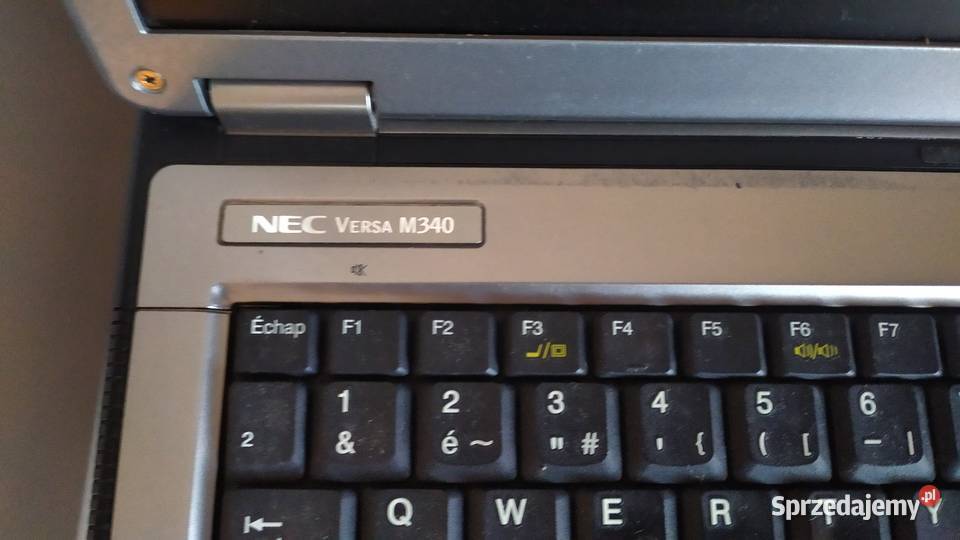 NEC VERSA M340
Échap F1 F2 F3 F4 F5 F6 F7
1 2 3 4 5 6
2 & é ~ " # ' { ( [ - |
Q W E R T Y
Sprzedajemy.pl